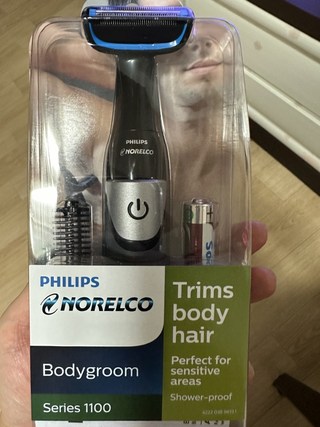 PHILIPS
NORELCO
PHILIPS
NORELCO
Bodygroom
Series 1100
Trims
body
hair
Perfect for
sensitive
areas
Shower-proof